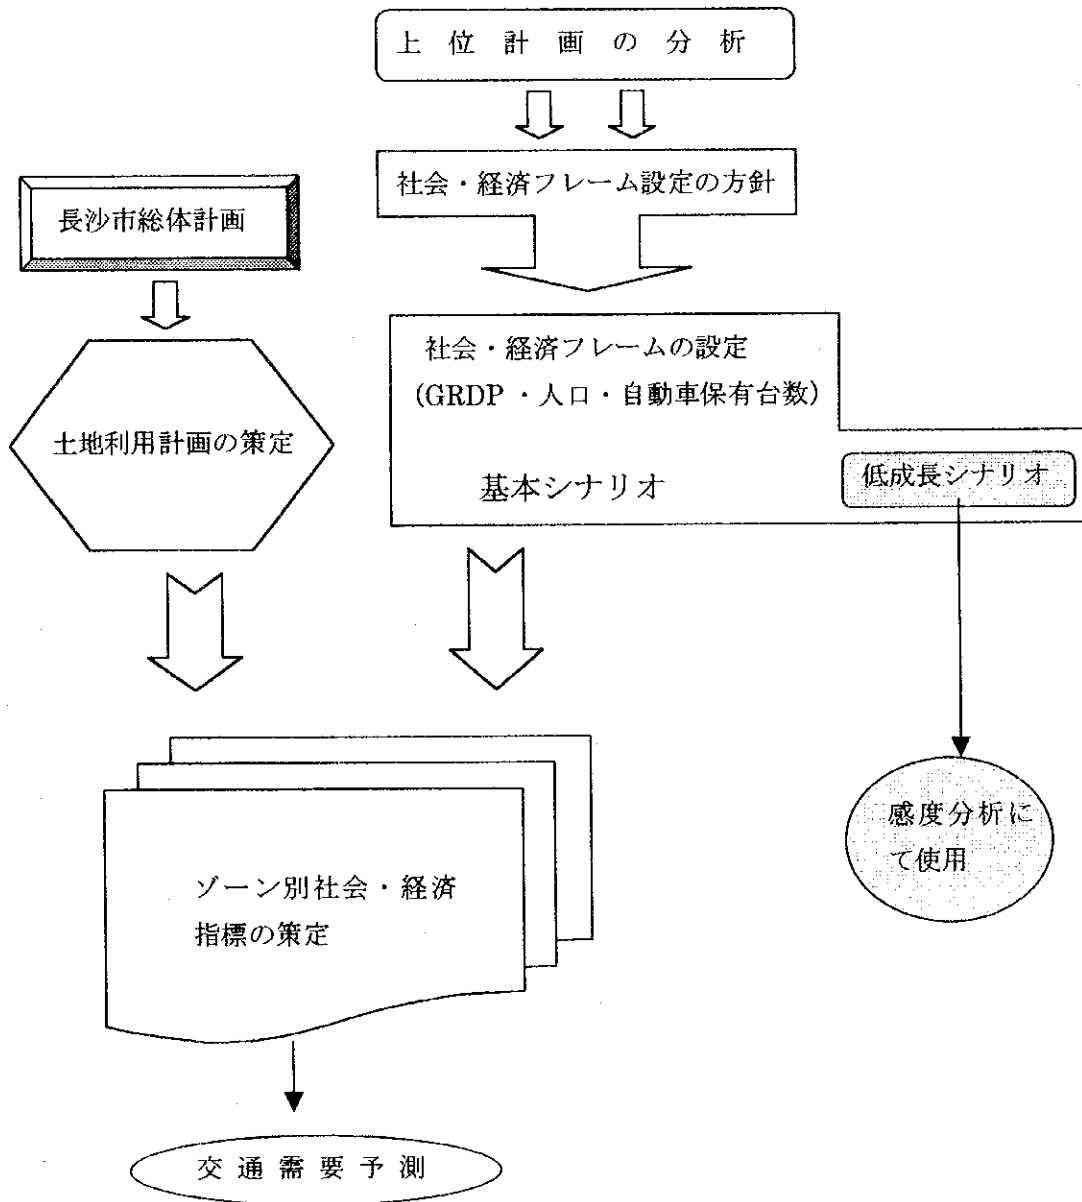 上位計画の分析
社会・経済フレーム設定の方針
長沙市総体計画
土地利用計画の策定
社会・経済フレームの設定
(GRDP・人口・自動車保有台数)
基本シナリオ
低成長シナリオ
感度分析に
て使用
ゾーン別社会・経済
指標の策定
交通需要予測